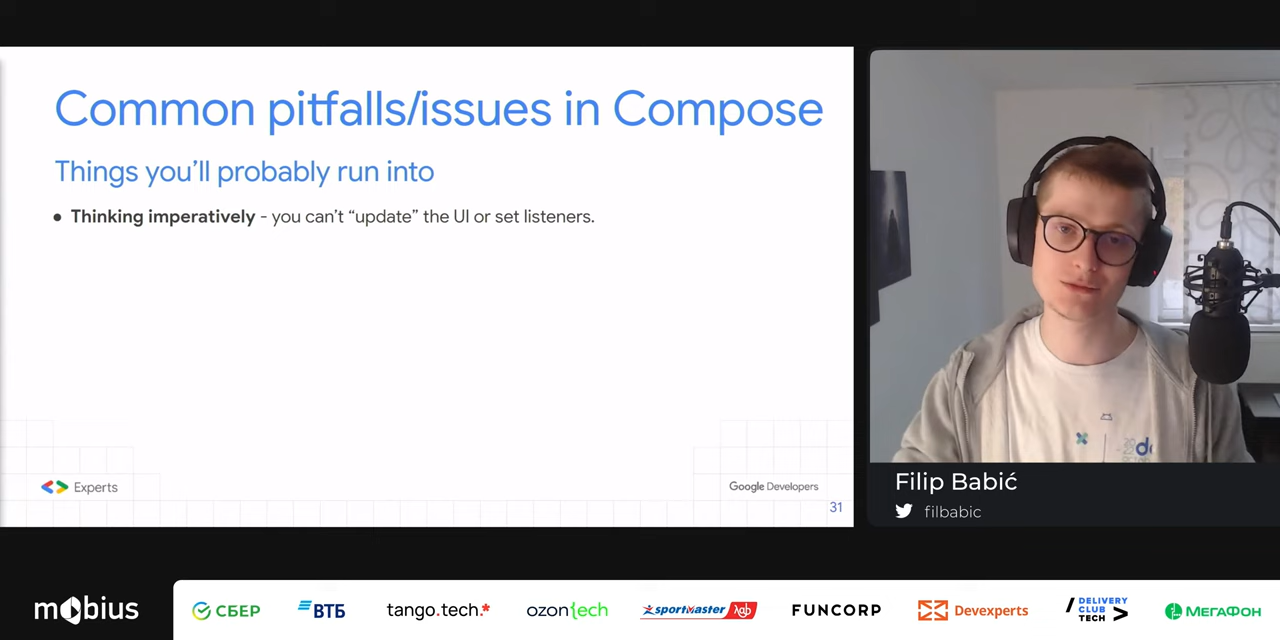 Common pitfalls/issues in Compose
Things you'll probably run into
● Thinking imperatively - you can't “update” the UI or set listeners.
Experts
Google Developers
31
Filip Babić
filbabic
mobius
СБЕР
ВТБ
tango.tech.*
ozon{ech
sportmaster lab
FUNCORP
Devexperts
/DELIVERY
CLUB
TECH >
МЕГАФОН